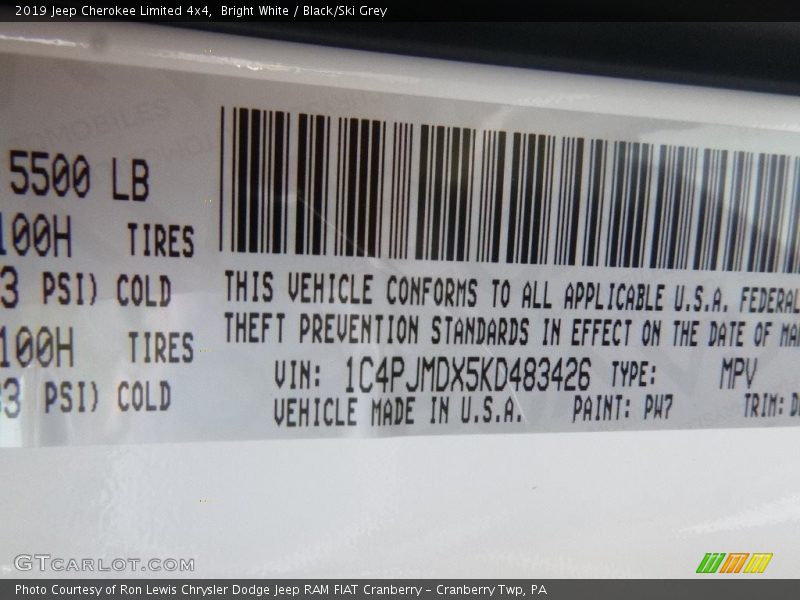 2019 Jeep Cherokee Limited 4x4, Bright White / Black/Ski Grey
5500 LB
100H TIRES
3 PSI) COLD
100H TIRES
3 PSI) COLD
THIS VEHICLE CONFORMS TO ALL APPLICABLE U.S.A. FEDERAL
THEFT PREVENTION STANDARDS IN EFFECT ON THE DATE OF MA
VIN: 1C4PJMDX5KD483426 TYPE: MPV
VEHICLE MADE IN U.S.A. PAINT: PW7 TRIM: D
GTCARLOT.COM
Photo Courtesy of Ron Lewis Chrysler Dodge Jeep RAM FIAT Cranberry - Cranberry Twp, PA